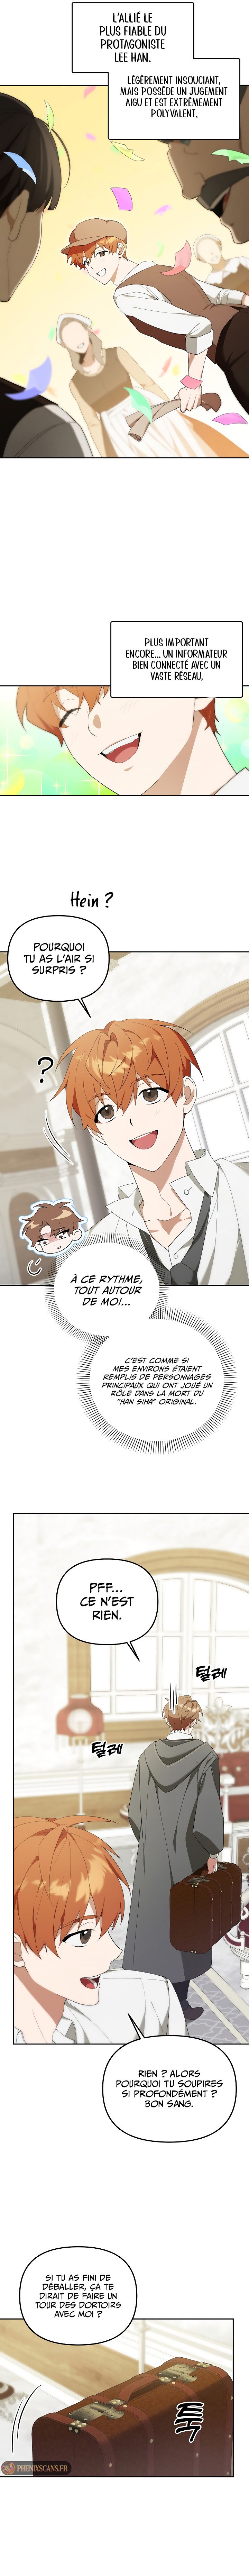 L'ALLIÉ LE
PLUS FIABLE DU
PROTAGONISTE
LEE HAN.
LÉGÈREMENT INSOUCIANT,
MAIS POSSÈDE UN JUGEMENT
AIGU ET EST EXTRÊMEMENT
POLYVALENT.
PLUS IMPORTANT
ENCORE... UN INFORMATEUR
BIEN CONNECTÉ AVEC UN
VASTE RÉSEAU,
Hein ?
POURQUOI
TU AS L'AIR SI
SURPRIS ?
?
À CE RYTHME,
TOUT AUTOUR
DE MOI...
C'EST COMME SI
MES ENVIRONS ÉTAIENT
REMPLIS DE PERSONNAGES
PRINCIPAUX QUI ONT JOUÉ UN
RÔLE DANS LA MORT DU
"HAN SIHA" ORIGINAL.
PFF...
CE N'EST
RIEN.
털레
털레
RIEN ? ALORS
POURQUOI TU SOUPIRES
SI PROFONDÉMENT ?
BON SANG.
SI TU AS FINI DE
DÉBALLER, ÇA TE
DIRAIT DE FAIRE UN
TOUR DES DORTOIRS
AVEC MOI ?
툭
PHENIXSCANS.FR